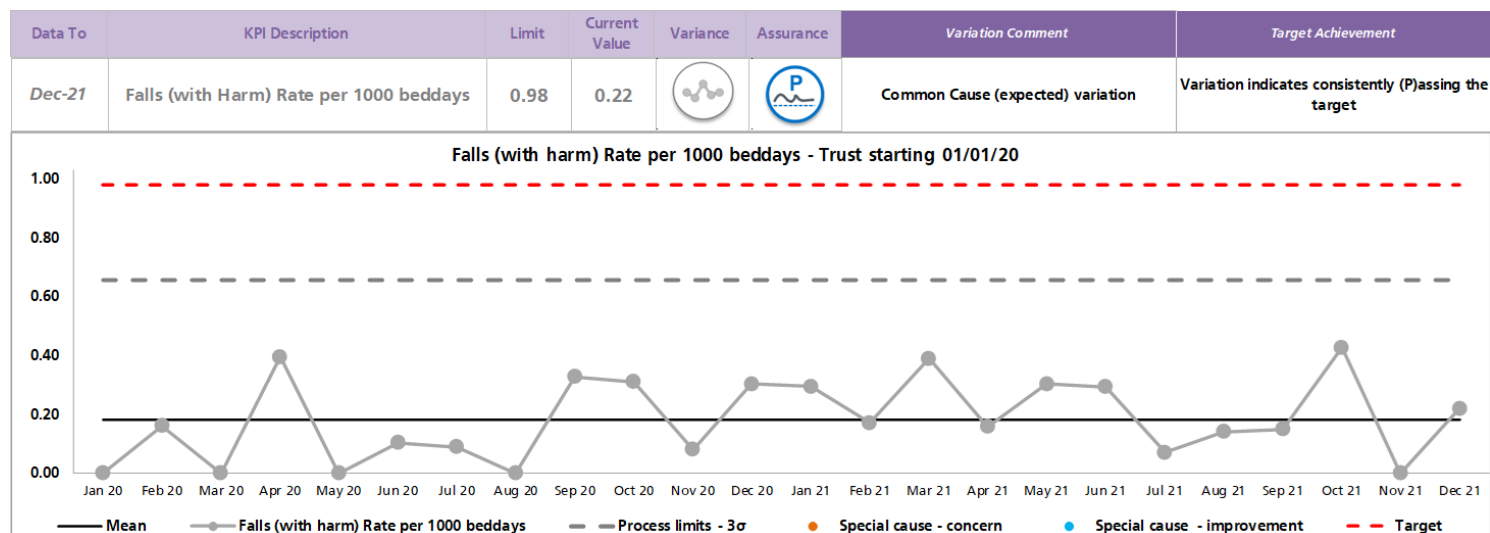 Data To KPI Description Limit Current Value Variance Assurance Variation Comment Target Achievement
Dec-21 Falls (with Harm) Rate per 1000 beddays 0.98 0.22 P Common Cause (expected) variation Variation indicates consistently (P)assing the target
Falls (with harm) Rate per 1000 beddays - Trust starting 01/01/20
1.00
0.80
0.60
0.40
0.20
0.00
Jan 20 Feb 20 Mar 20 Apr 20 May 20 Jun 20 Jul 20 Aug 20 Sep 20 Oct 20 Nov 20 Dec 20 Jan 21 Feb 21 Mar 21 Apr 21 May 21 Jun 21 Jul 21 Aug 21 Sep 21 Oct 21 Nov 21 Dec 21
Mean Falls (with harm) Rate per 1000 beddays Process limits - 3σ Special cause - concern Special cause - improvement Target